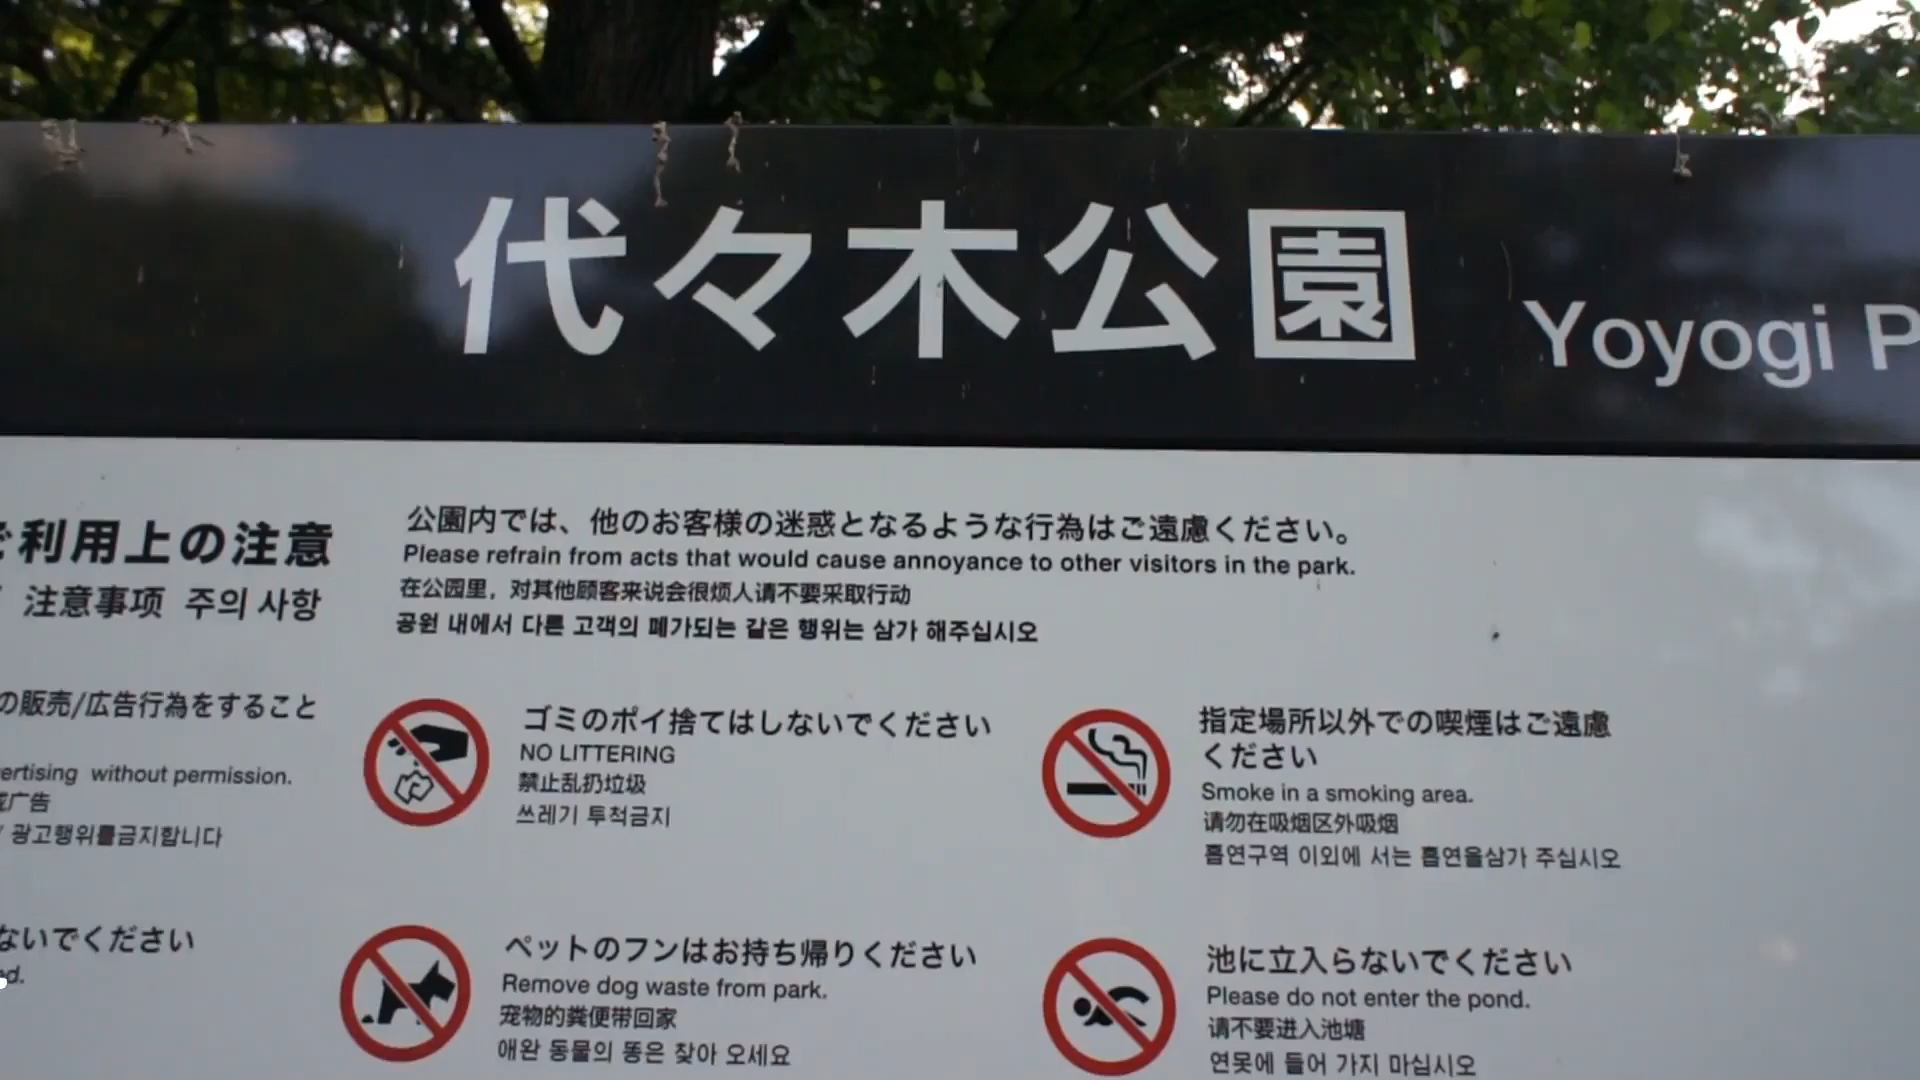 代々木公園 Yoyogi P
利用上の注意
注意事项 주의 사항
公園内では、他のお客様の迷惑となるような行為はご遠慮ください。
Please refrain from acts that would cause annoyance to other visitors in the park.
在公园里，对其他顾客来说会很烦人请不要采取行动
공원 내에서 다른 고객의 폐가되는 같은 행위는 삼가 해주십시오
の販売/広告行為をすること
ertising without permission.
广告
광고행위를금지합니다
ゴミのポイ捨てはしないでください
NO LITTERING
禁止乱扔垃圾
쓰레기 투척금지
指定場所以外での喫煙はご遠慮
ください
Smoke in a smoking area.
请勿在吸烟区外吸烟
흡연구역 이외에 서는 흡연을삼가 주십시오
ないでください
ed.
ペットのフンはお持ち帰りください
Remove dog waste from park.
宠物的粪便带回家
애완 동물의 똥은 찾아 오세요
池に立入らないでください
Please do not enter the pond.
请不要进入池塘
연못에 들어 가지 마십시오